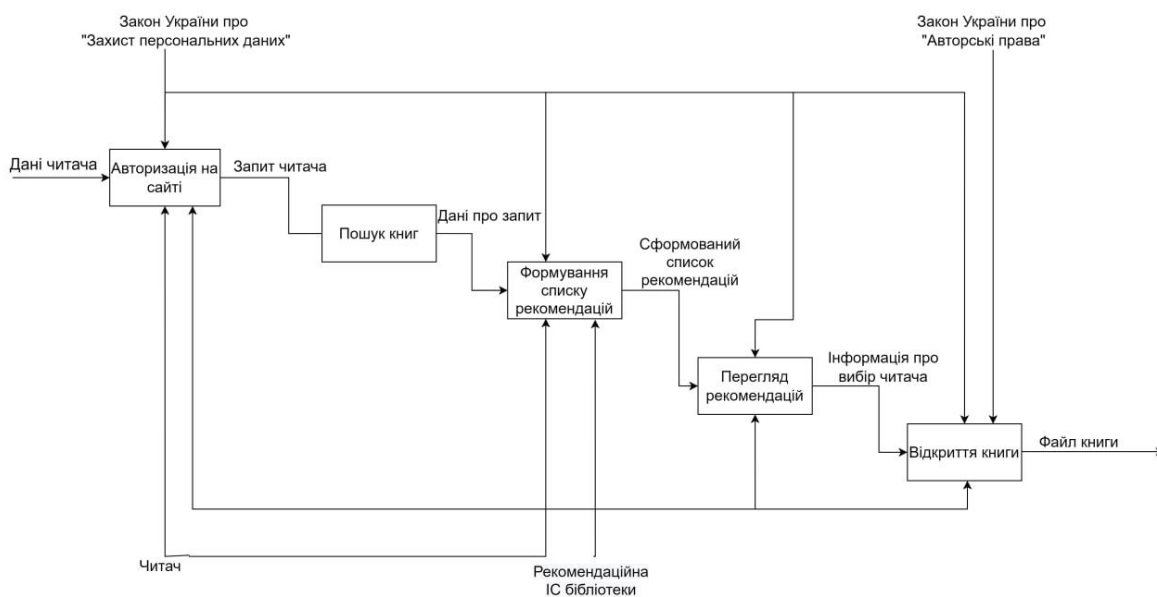 Закон України про
"Захист персональних даних"
Закон України про
"Авторські права"
Дані читача
Авторизація на
сайті
Запит читача
Пошук книг
Дані про запит
Формування
списку
рекомендацій
Сформований
список
рекомендацій
Перегляд
рекомендацій
Інформація про
вибір читача
Відкриття книги
Файл книги
Читач
Рекомендаційна
ІС бібліотеки